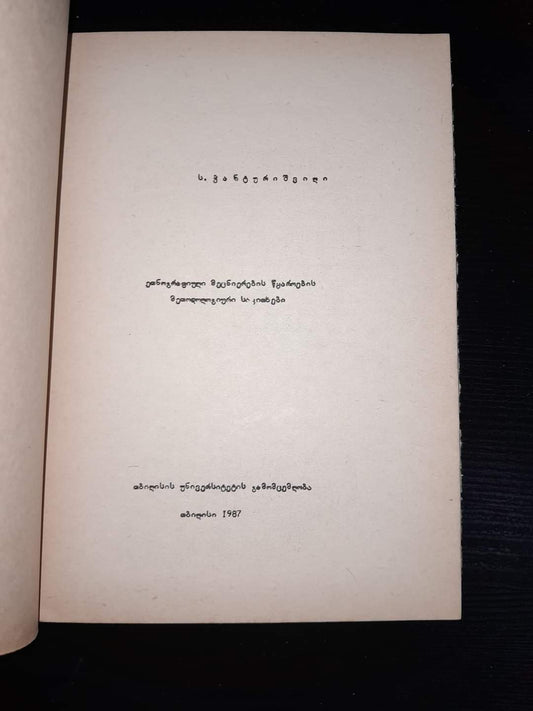 ს. ჭანტურიშვილი
ეთნოგრაფიული მეცნიერების წყაროების
მეთოდოლოგიური საკითხები
თბილისის უნივერსიტეტის გამომცემლობა
თბილისი 1987